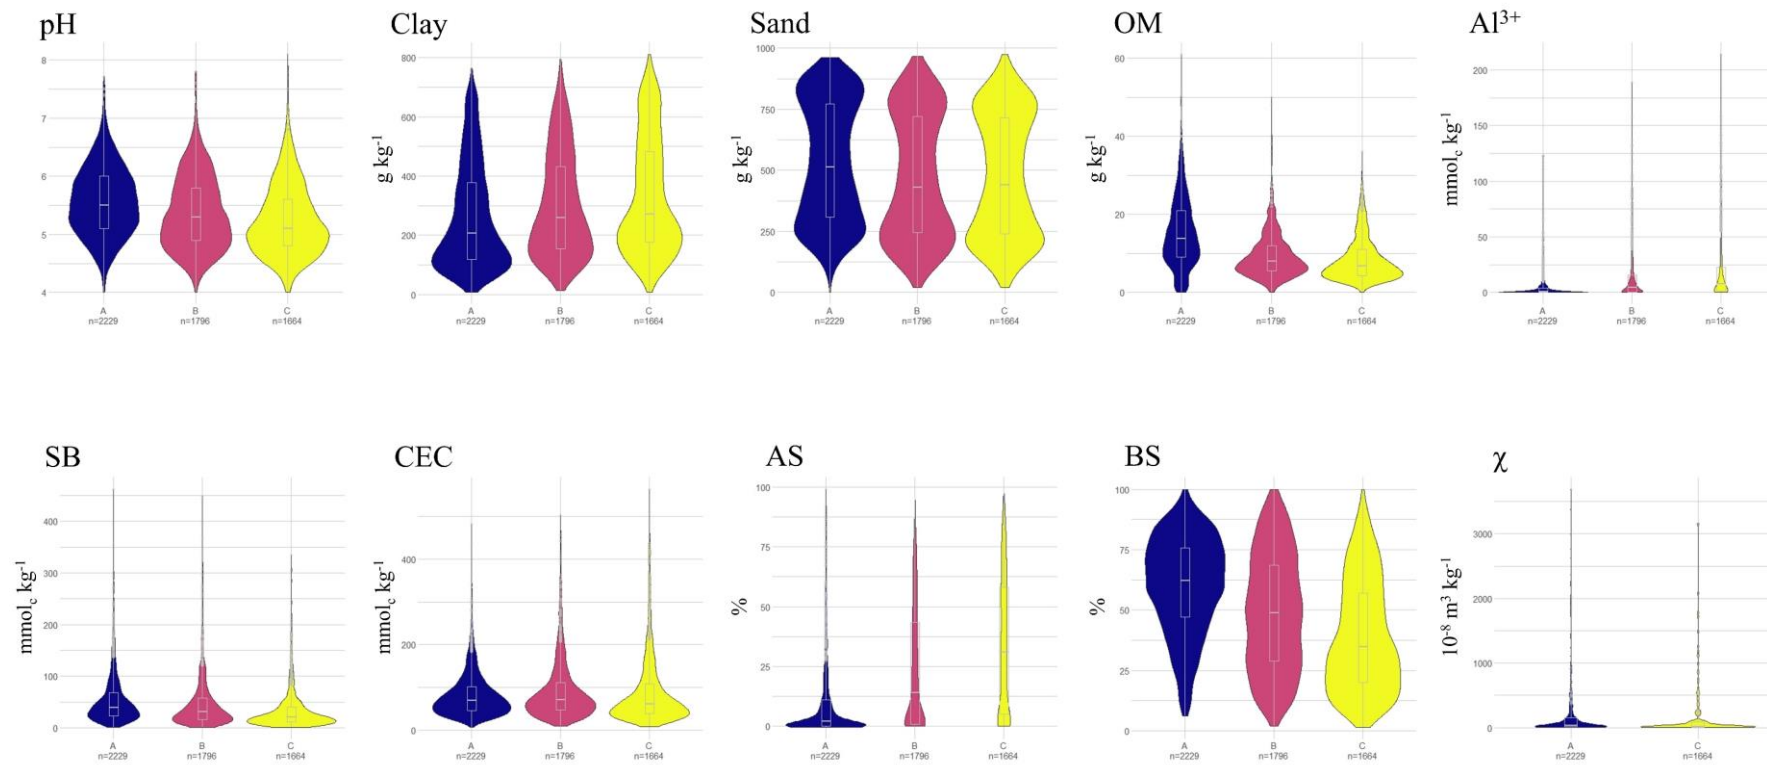 pH
8
7
6
5
4
A
B
C
n=2229
n=1796
n=1664
Clay
g kg⁻¹
800
600
400
200
0
A
B
C
n=2229
n=1796
n=1664
Sand
g kg⁻¹
1000
750
500
250
0
A
B
C
n=2229
n=1796
n=1664
OM
g kg⁻¹
60
40
20
0
A
B
C
n=2229
n=1796
n=1664
Al³⁺
mmol_c kg⁻¹
200
150
100
50
0
A
B
C
n=2229
n=1796
n=1664
SB
mmol_c kg⁻¹
400
300
200
100
0
A
B
C
n=2229
n=1796
n=1664
CEC
mmol_c kg⁻¹
400
200
0
A
B
C
n=2229
n=1796
n=1664
AS
%
100
75
50
25
0
A
B
C
n=2229
n=1796
n=1664
BS
%
100
75
50
25
0
A
B
C
n=2229
n=1796
n=1664
χ
10⁻⁸ m³ kg⁻¹
3000
2000
1000
0
A
C
n=2229
n=1664